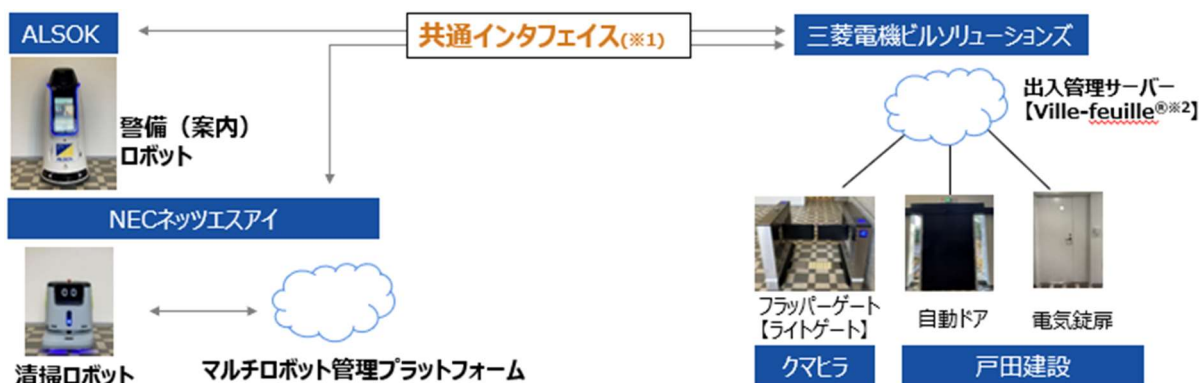 ALSOK
共通インタフェイス(※1)
三菱電機ビルソリューションズ
出入管理サーバー
【Ville-feuille®※2】
警備（案内）
ロボット
ALSOK
NECネッツエスアイ
フラッパーゲート
【ライトゲート】
自動ドア
電気錠扉
清掃ロボット
マルチロボット管理プラットフォーム
クマヒラ
戸田建設